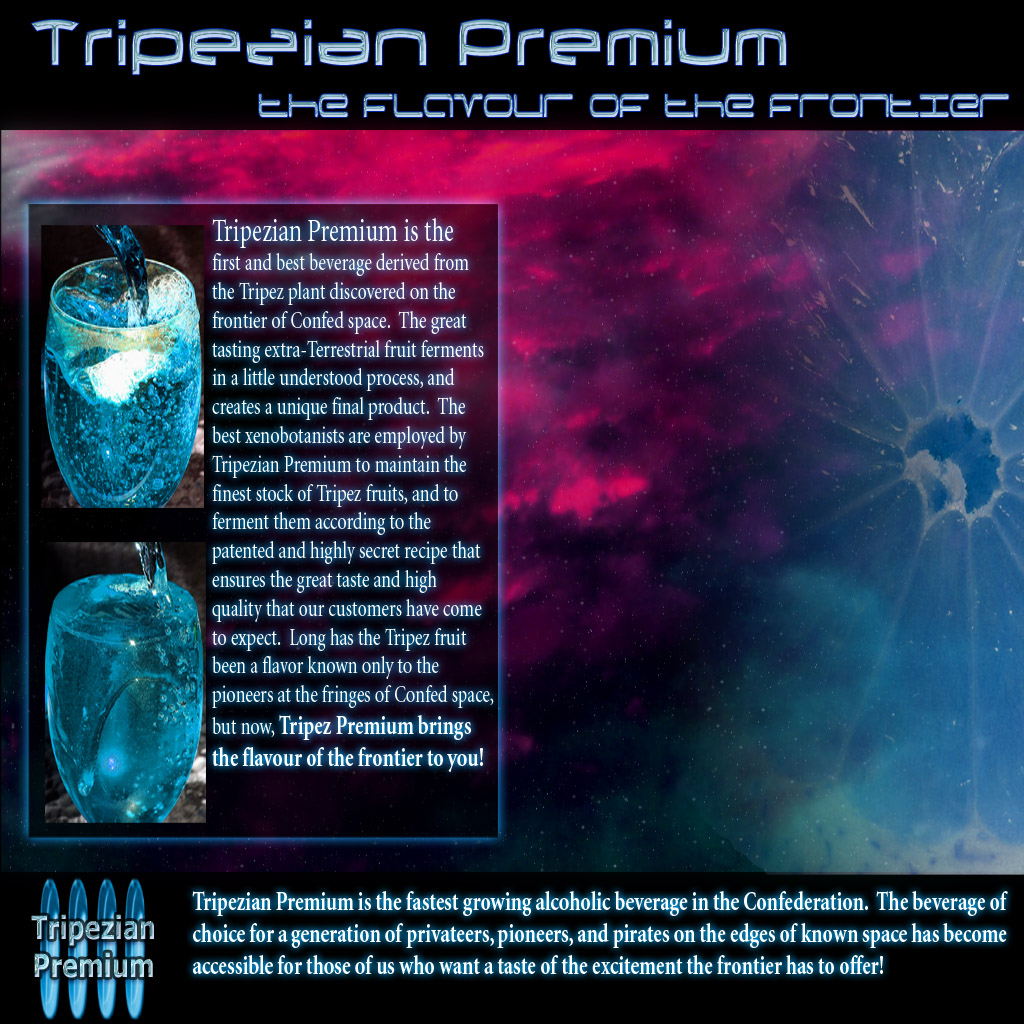 Tripezian Premium
the flavour of the frontier
Tripezian Premium is the
first and best beverage derived from
the Tripez plant discovered on the
frontier of Confed space.  The great
tasting extra-Terrestrial fruit ferments
in a little understood process, and
creates a unique final product.  The
best xenobotanists are employed by
Tripezian Premium to maintain the
finest stock of Tripez fruits, and to
ferment them according to the
patented and highly secret recipe that
ensures the great taste and high
quality that our customers have come
to expect.  Long has the Tripez fruit
been a flavor known only to the
pioneers at the fringes of Confed space,
but now, Tripez Premium brings
the flavour of the frontier to you!
Tripezian
Premium
Tripezian Premium is the fastest growing alcoholic beverage in the Confederation.  The beverage of
choice for a generation of privateers, pioneers, and pirates on the edges of known space has become
accessible for those of us who want a taste of the excitement the frontier has to offer!